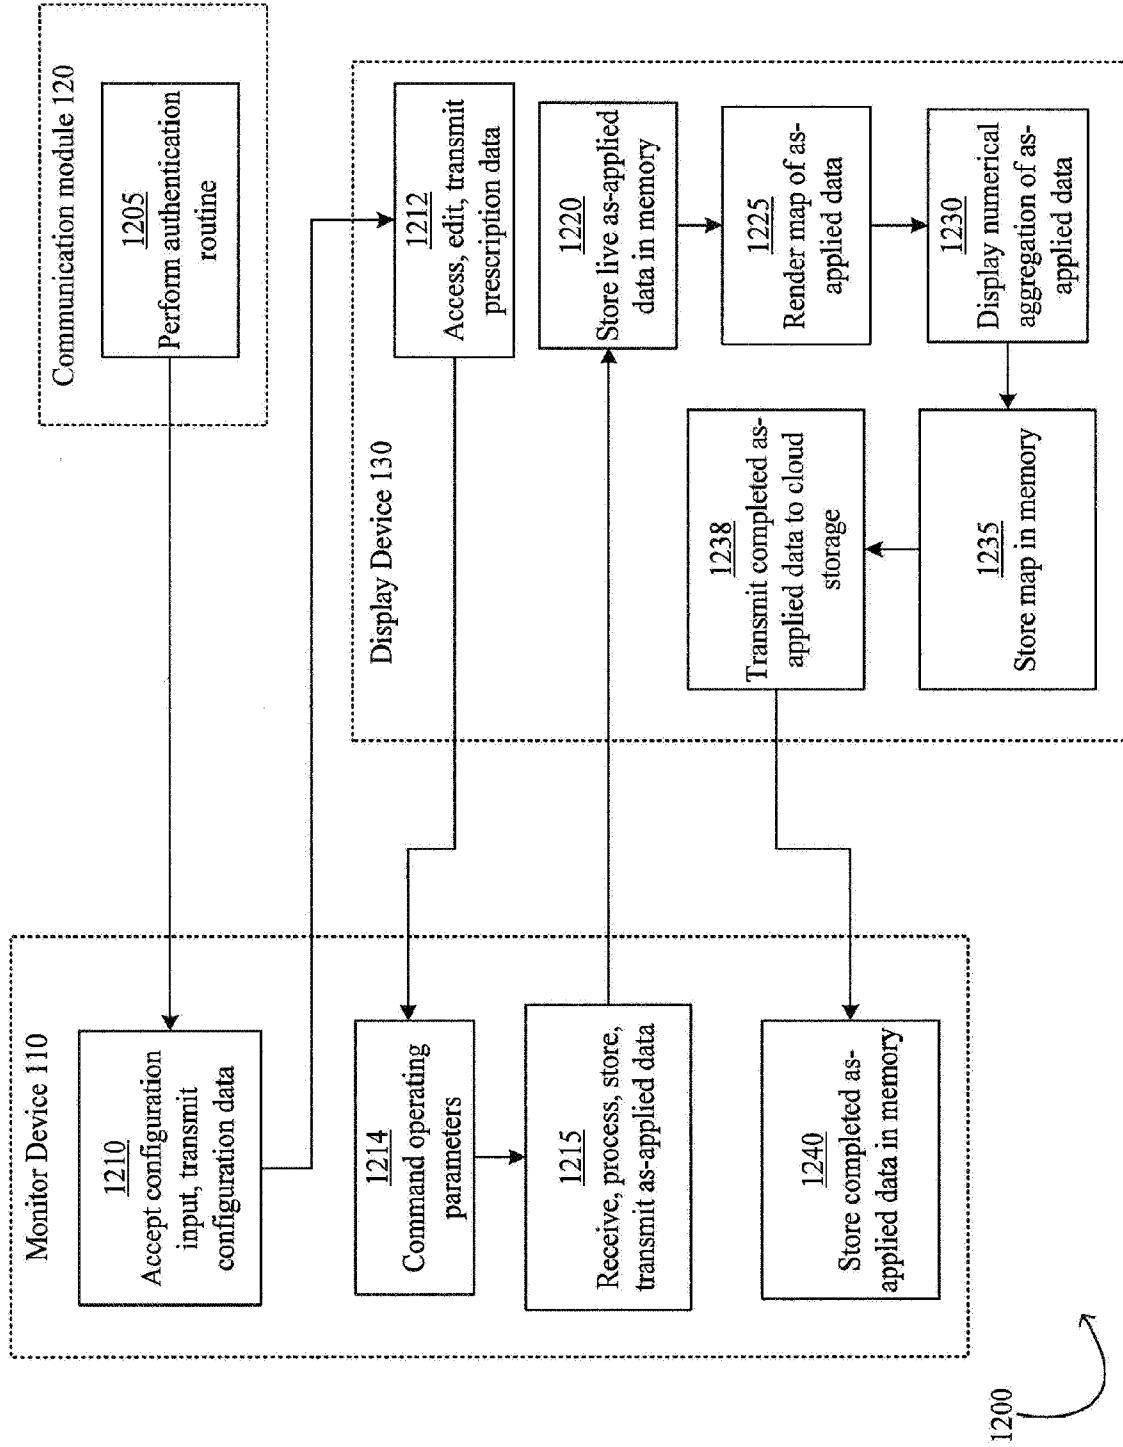 Monitor Device 110
1210
Accept configuration
input, transmit
configuration data
1214
Command operating
parameters
1215
Receive, process, store,
transmit as-applied data
1240
Store completed as-
applied data in memory
Communication module 120
1205
Perform authentication
routine
Display Device 130
1212
Access, edit, transmit
prescription data
1220
Store live as-applied
data in memory
1225
Render map of as-
applied data
1230
Display numerical
aggregation of as-
applied data
1235
Store map in memory
1238
Transmit completed as-
applied data to cloud
storage
1200